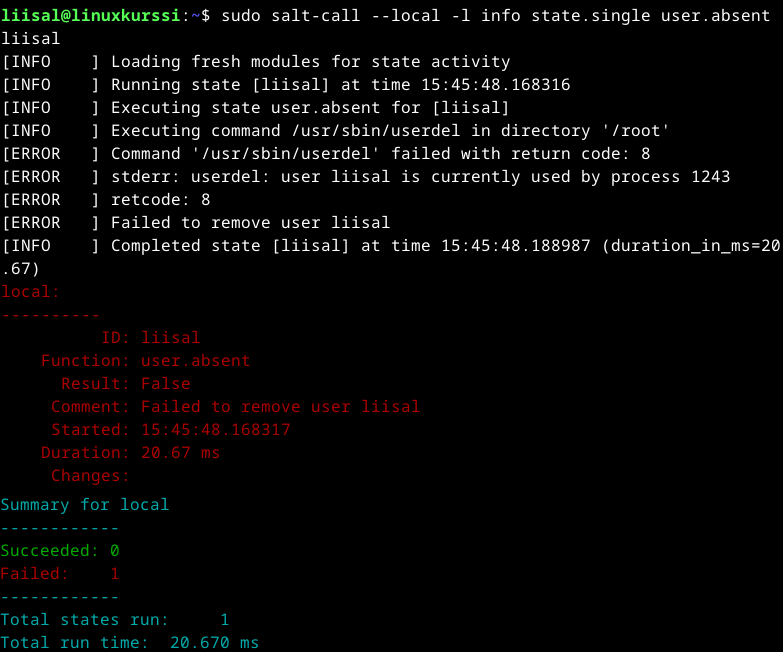 liisal@linuxkurssi:~$ sudo salt-call --local -l info state.single user.absent
liisal
[INFO    ] Loading fresh modules for state activity
[INFO    ] Running state [liisal] at time 15:45:48.168316
[INFO    ] Executing state user.absent for [liisal]
[INFO    ] Executing command /usr/sbin/userdel in directory '/root'
[ERROR   ] Command '/usr/sbin/userdel' failed with return code: 8
[ERROR   ] stderr: userdel: user liisal is currently used by process 1243
[ERROR   ] retcode: 8
[ERROR   ] Failed to remove user liisal
[INFO    ] Completed state [liisal] at time 15:45:48.188987 (duration_in_ms=20
.67)
local:
----------
          ID: liisal
    Function: user.absent
      Result: False
     Comment: Failed to remove user liisal
     Started: 15:45:48.168317
    Duration: 20.67 ms
     Changes:
Summary for local
------------
Succeeded: 0
Failed:    1
------------
Total states run:     1
Total run time:  20.670 ms